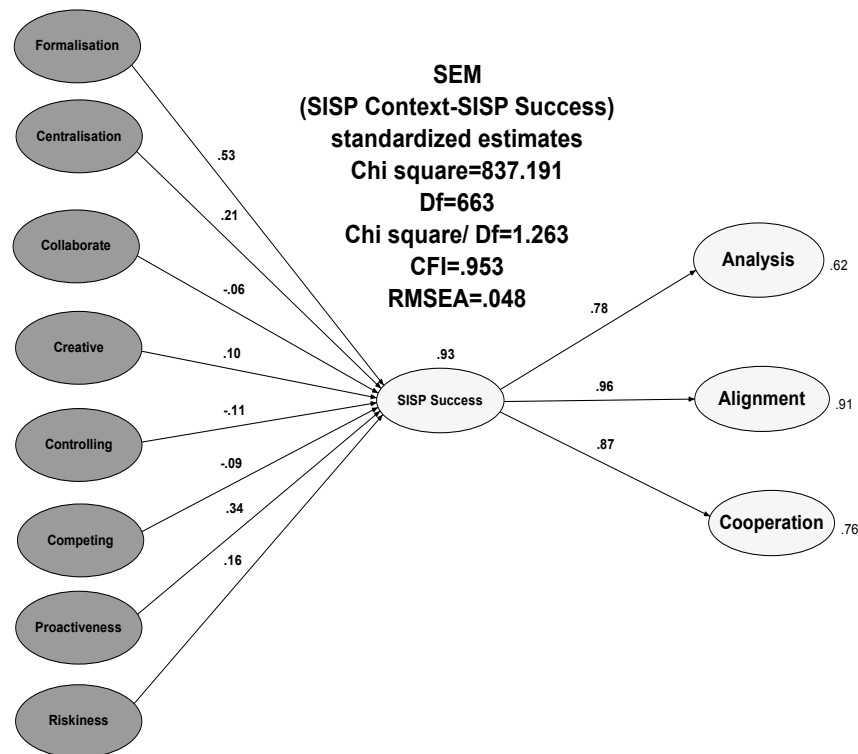 Formalisation
Centralisation
Collaborate
Creative
Controlling
Competing
Proactiveness
Riskiness
.53
.21
-.06
.10
-.11
-.09
.34
.16
SEM
(SISP Context-SISP Success)
standardized estimates
Chi square=837.191
Df=663
Chi square/ Df=1.263
CFI=.953
RMSEA=.048
.93
SISP Success
.78
.96
.87
Analysis
.62
Alignment
.91
Cooperation
.76